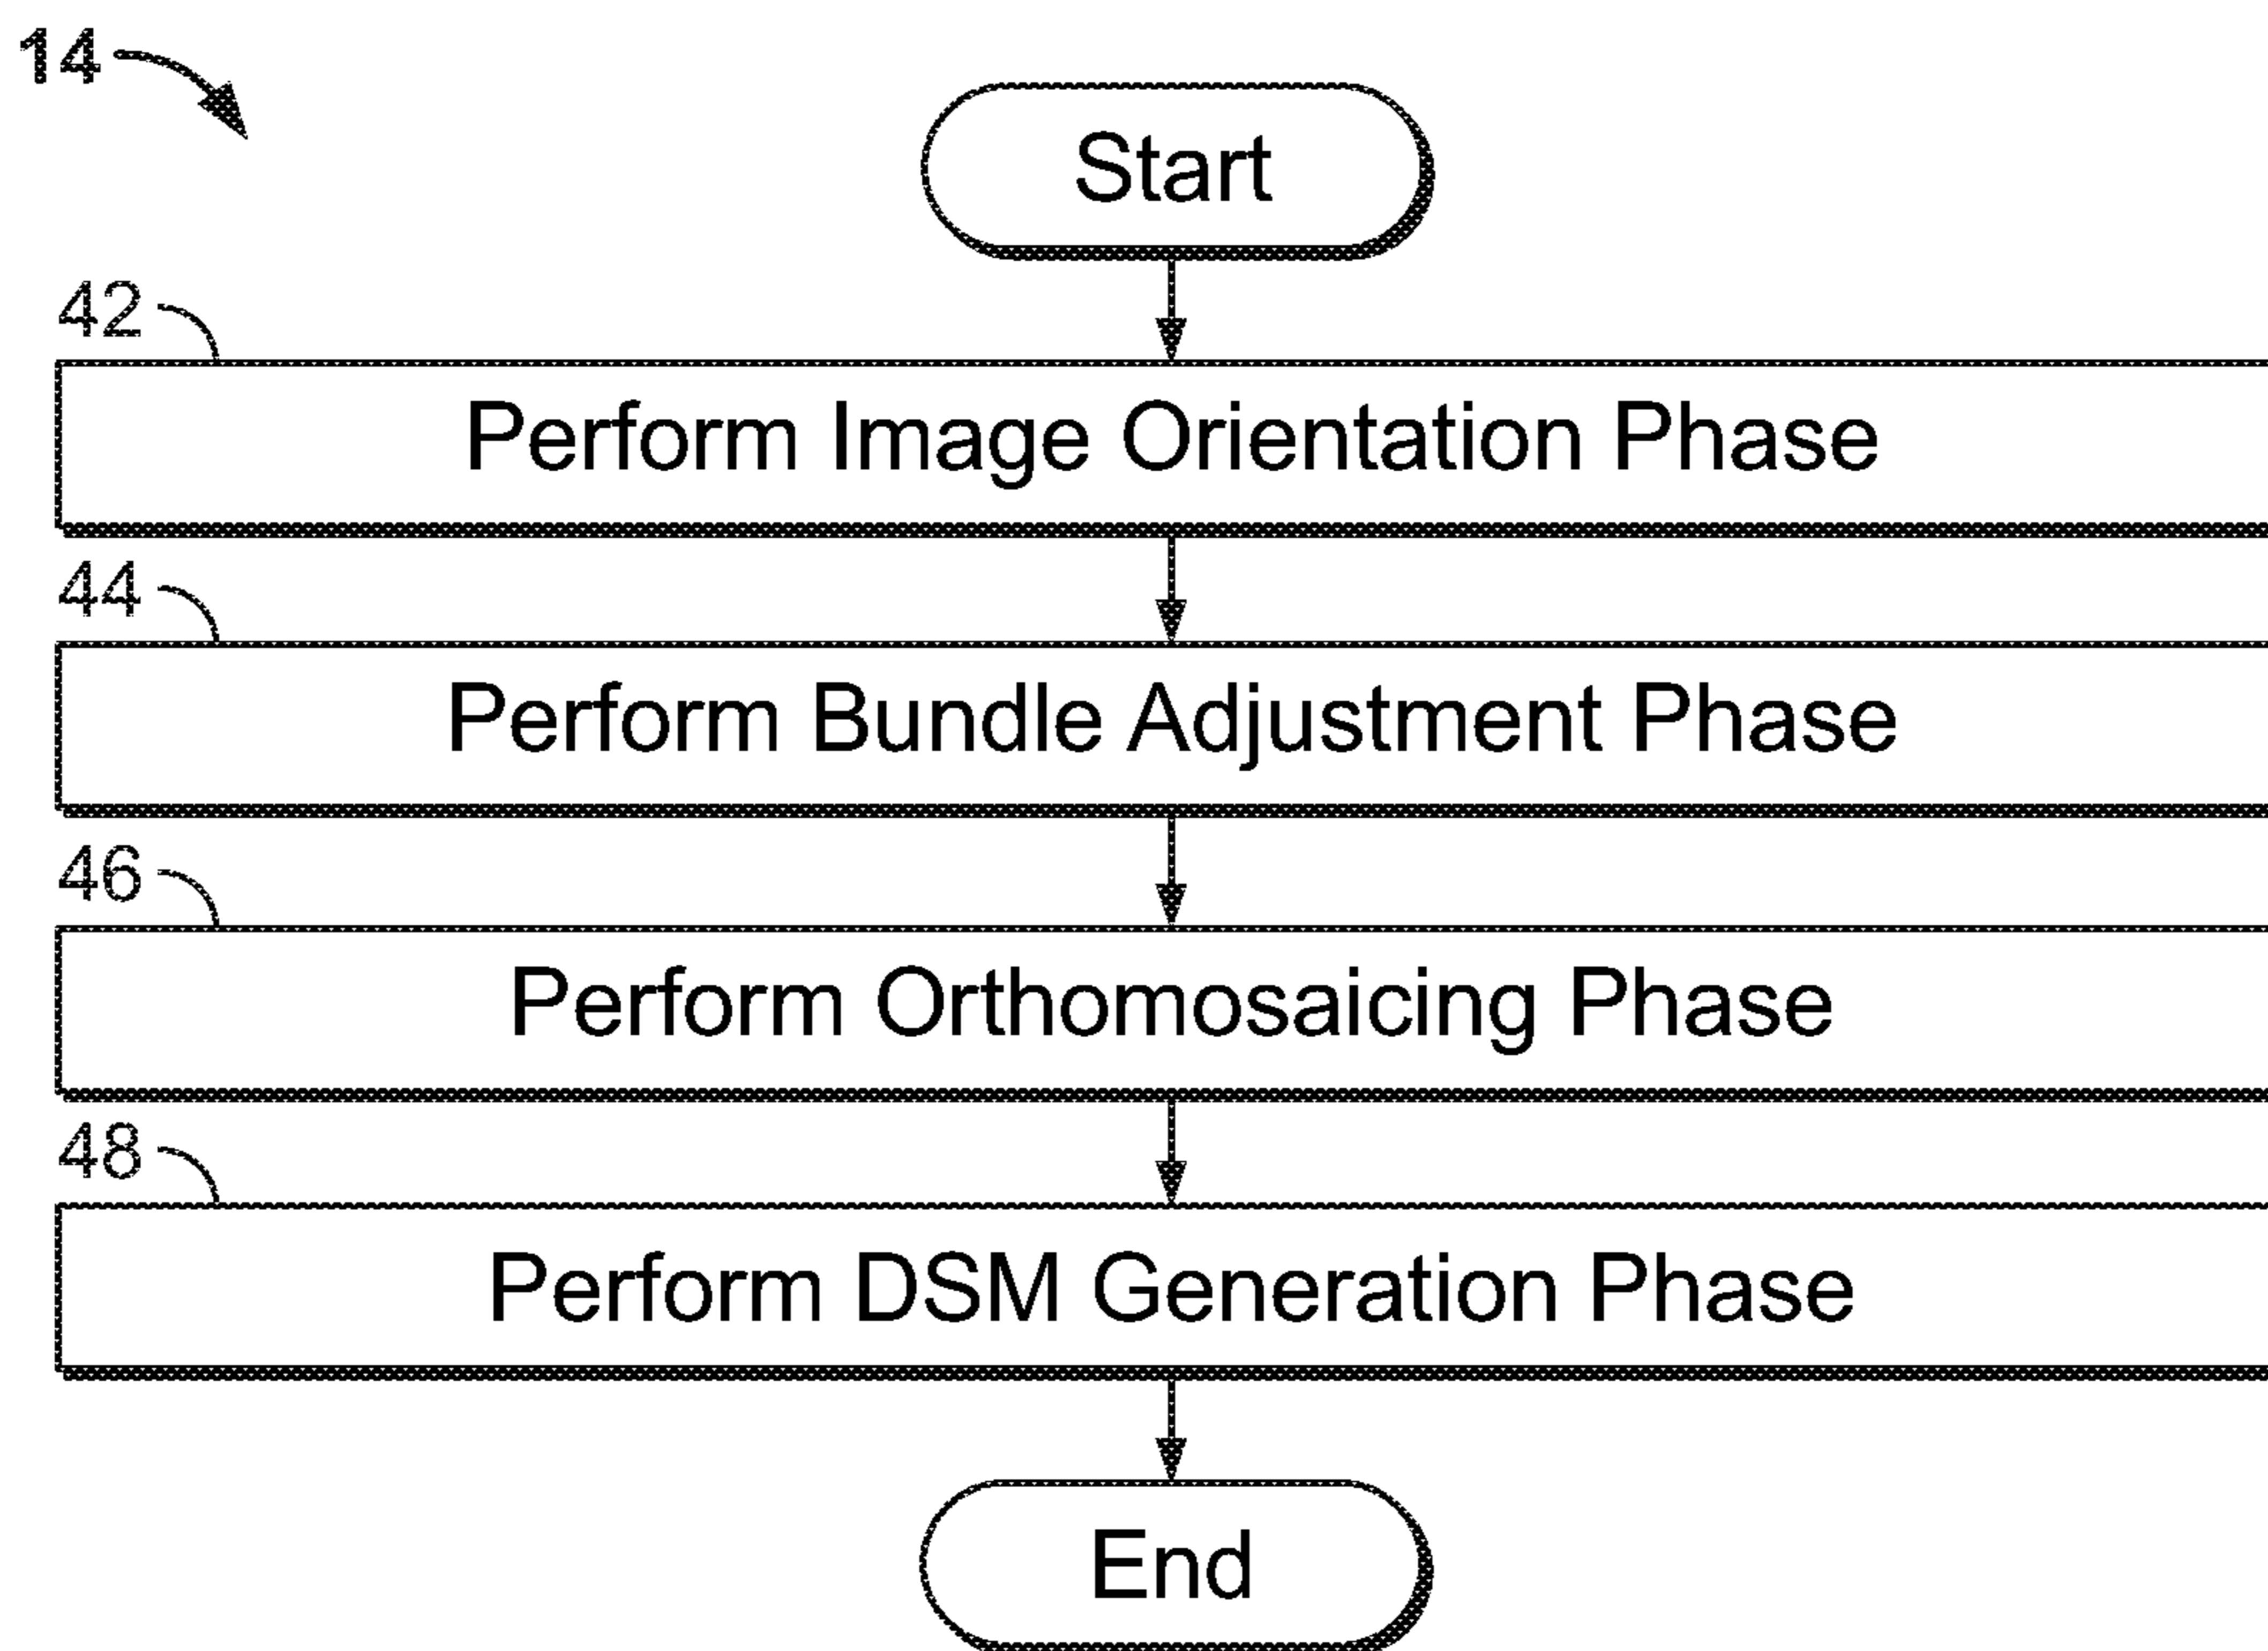 14
Start
42
Perform Image Orientation Phase
44
Perform Bundle Adjustment Phase
46
Perform Orthomosaicing Phase
48
Perform DSM Generation Phase
End